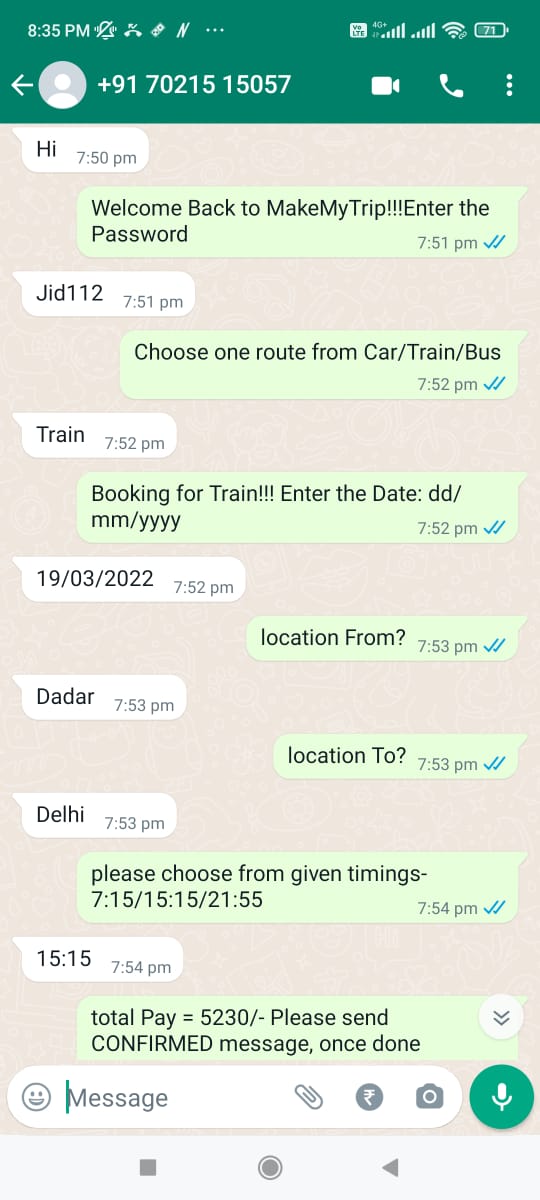 8:35 PM
Vo LTE 4G+ 71
+91 70215 15057
Hi 7:50 pm
Welcome Back to MakeMyTrip!!!Enter the
Password 7:51 pm
Jid112 7:51 pm
Choose one route from Car/Train/Bus
7:52 pm
Train 7:52 pm
Booking for Train!!! Enter the Date: dd/
mm/yyyy 7:52 pm
19/03/2022 7:52 pm
location From? 7:53 pm
Dadar 7:53 pm
location To? 7:53 pm
Delhi 7:53 pm
please choose from given timings-
7:15/15:15/21:55 7:54 pm
15:15 7:54 pm
total Pay = 5230/- Please send
CONFIRMED message, once done
Message ₹